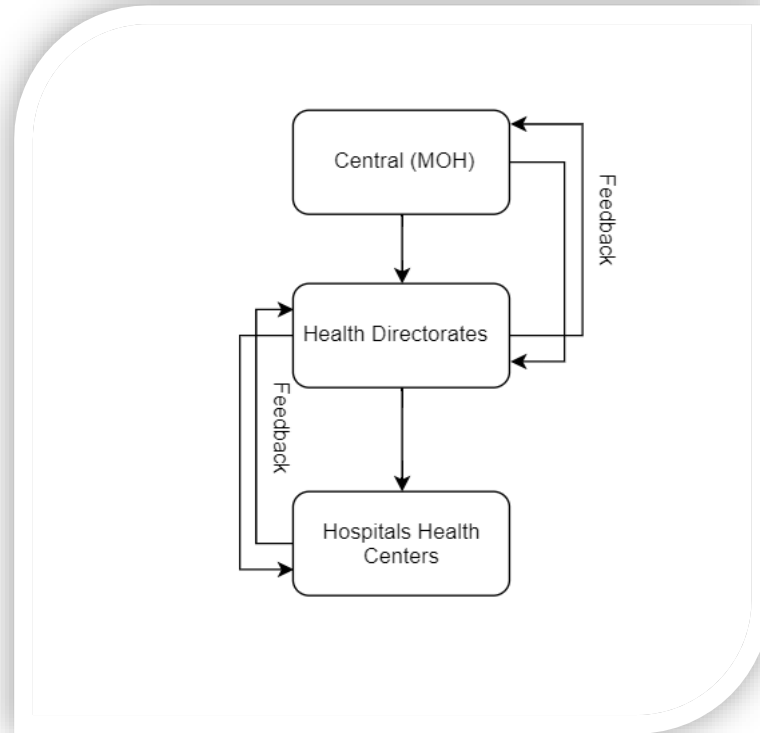 Central (MOH)
Feedback
Health Directorates
Feedback
Hospitals Health
Centers